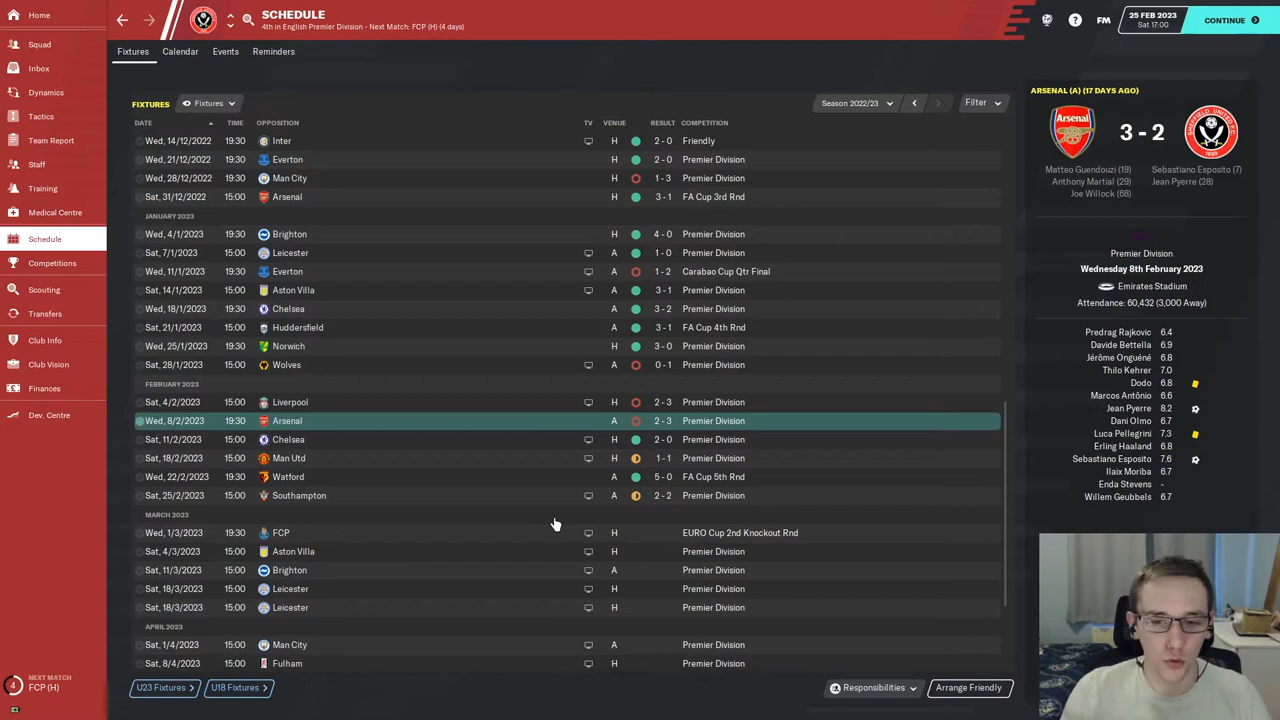 Home
Squad
Inbox
Dynamics
Tactics
Team Report
Staff
Training
Medical Centre
Schedule
Competitions
Scouting
Transfers
Club Info
Club Vision
Finances
Dev. Centre
4
NEXT MATCH
FCP (H)
SCHEDULE
4th in English Premier Division - Next Match: FCP (H) (4 days)
FM
25 FEB 2023
Sat 17:00
CONTINUE
Fixtures Calendar Events Reminders
FIXTURES Fixtures Season 2022/23 Filter
DATE TIME OPPOSITION TV VENUE RESULT COMPETITION
Wed, 14/12/2022 19:30 Inter H 2 - 0 Friendly
Wed, 21/12/2022 19:30 Everton H 2 - 0 Premier Division
Wed, 28/12/2022 19:30 Man City H 1 - 3 Premier Division
Sat, 31/12/2022 15:00 Arsenal H 3 - 1 FA Cup 3rd Rnd
JANUARY 2023
Wed, 4/1/2023 19:30 Brighton H 4 - 0 Premier Division
Sat, 7/1/2023 15:00 Leicester A 1 - 0 Premier Division
Wed, 11/1/2023 19:30 Everton A 1 - 2 Carabao Cup Qtr Final
Sat, 14/1/2023 15:00 Aston Villa A 3 - 1 Premier Division
Wed, 18/1/2023 19:30 Chelsea A 3 - 2 Premier Division
Sat, 21/1/2023 15:00 Huddersfield A 3 - 1 FA Cup 4th Rnd
Wed, 25/1/2023 19:30 Norwich H 3 - 0 Premier Division
Sat, 28/1/2023 15:00 Wolves A 0 - 1 Premier Division
FEBRUARY 2023
Sat, 4/2/2023 15:00 Liverpool H 2 - 3 Premier Division
Wed, 8/2/2023 19:30 Arsenal A 2 - 3 Premier Division
Sat, 11/2/2023 15:00 Chelsea H 2 - 0 Premier Division
Sat, 18/2/2023 15:00 Man Utd H 1 - 1 Premier Division
Wed, 22/2/2023 19:30 Watford A 5 - 0 FA Cup 5th Rnd
Sat, 25/2/2023 15:00 Southampton A 2 - 2 Premier Division
MARCH 2023
Wed, 1/3/2023 19:30 FCP H EURO Cup 2nd Knockout Rnd
Sat, 4/3/2023 15:00 Aston Villa H Premier Division
Sat, 11/3/2023 15:00 Brighton A Premier Division
Sat, 18/3/2023 15:00 Leicester H Premier Division
Sat, 18/3/2023 15:00 Leicester H Premier Division
APRIL 2023
Sat, 1/4/2023 15:00 Man City A Premier Division
Sat, 8/4/2023 15:00 Fulham H Premier Division
U23 Fixtures U18 Fixtures Responsibilities Arrange Friendly
ARSENAL (A) (17 DAYS AGO)
Arsenal 3 - 2
Matteo Guendouzi (19) Sebastiano Esposito (7)
Anthony Martial (29) Jean Pyerre (28)
Joe Willock (68)
Premier Division
Wednesday 8th February 2023
Emirates Stadium
Attendance: 60,432 (3,000 Away)
Predrag Rajkovic 6.4
Davide Bettella 6.9
Jérôme Onguéné 6.8
Thilo Kehrer 7.0
Dodo 6.8
Marcos Antônio 6.6
Jean Pyerre 8.2
Dani Olmo 6.7
Luca Pellegrini 7.3
Erling Haaland 6.8
Sebastiano Esposito 7.6
Ilaix Moriba 6.7
Enda Stevens -
Willem Geubbels 6.7